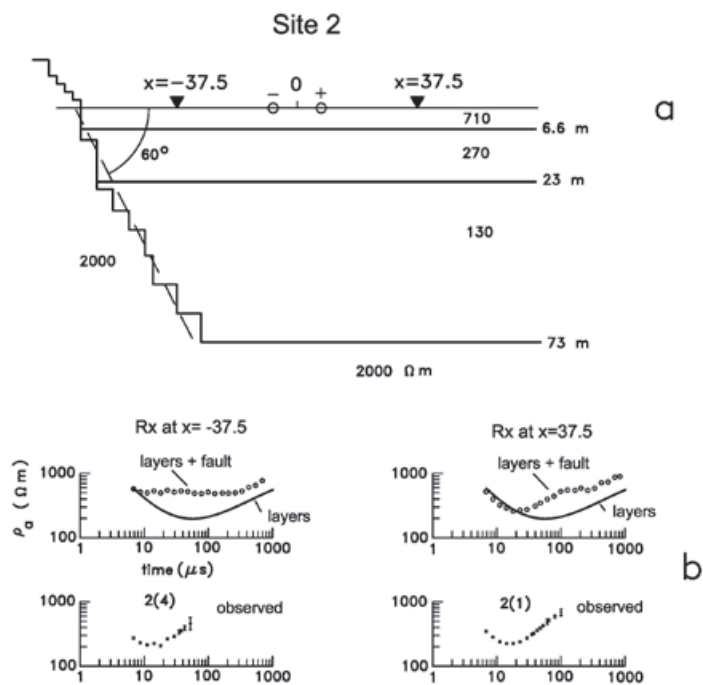 Site 2
x=−37.5
− 0 +
x=37.5
a
710
6.6 m
60°
270
23 m
130
2000
73 m
2000 Ωm
Rx at x= -37.5
Rx at x=37.5
layers + fault
layers + fault
1000
1000
ρa (Ωm)
layers
layers
100
100
1 10 100 1000
1 10 100 1000
time (μs)
b
2(4)
observed
2(1)
observed
1000
1000
100
100
1 10 100 1000
1 10 100 1000